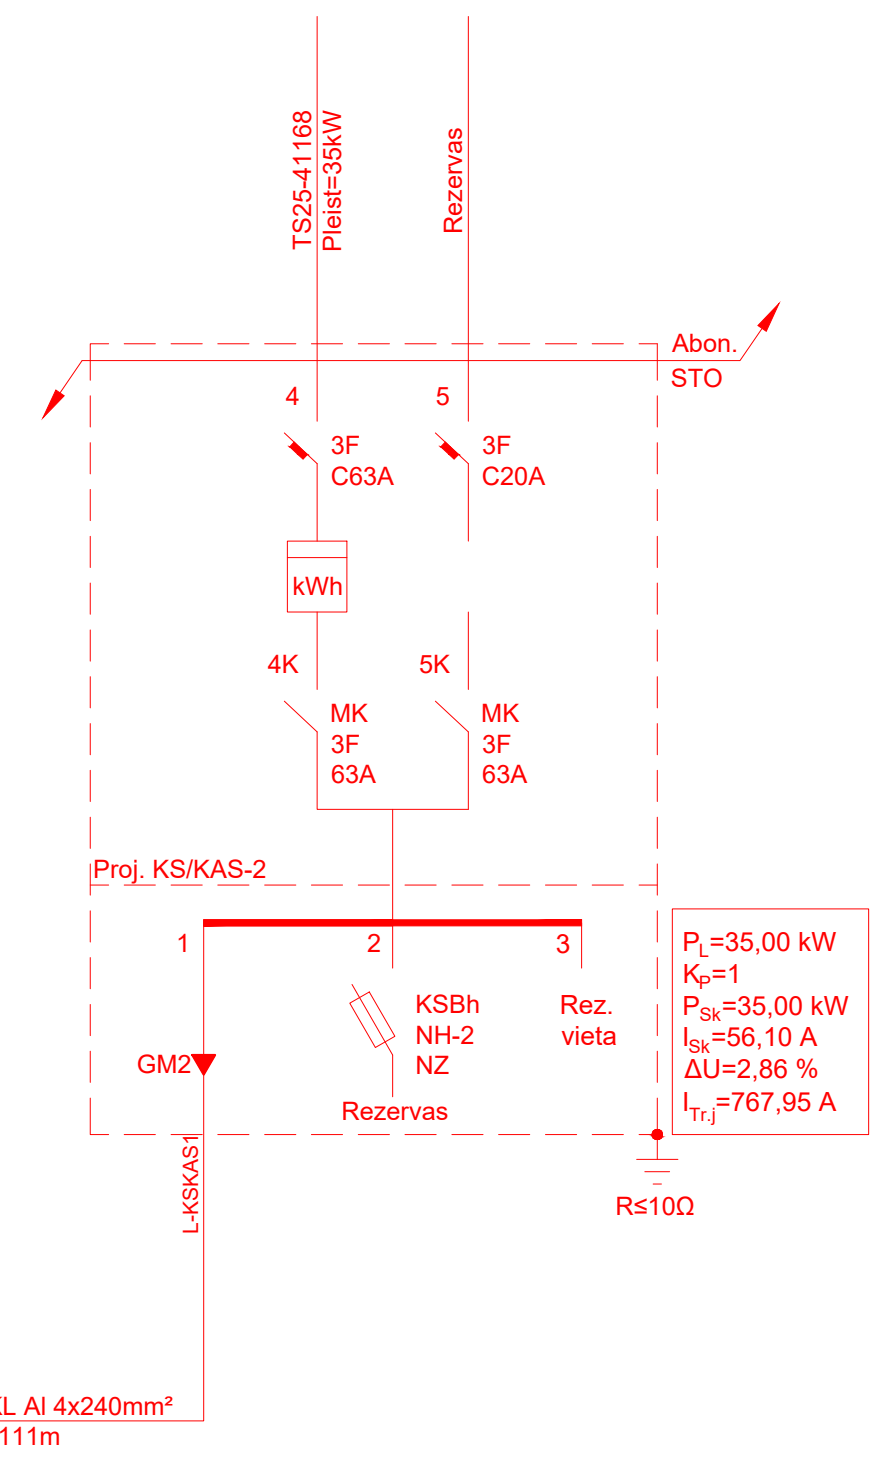 TS25-41168
Pleist=35kW
Rezervas
Abon.
STO
4
5
3F
C63A
3F
C20A
kWh
4K
5K
MK
3F
63A
MK
3F
63A
Proj. KS/KAS-2
1
2
3
KSBh
NH-2
NZ
Rezervas
Rez.
vieta
GM2
P_L=35,00 kW
K_P=1
P_Sk=35,00 kW
I_Sk=56,10 A
ΔU=2,86 %
I_Tr.j=767,95 A
R≤10Ω
L-KSKAS1
L Al 4x240mm²
111m